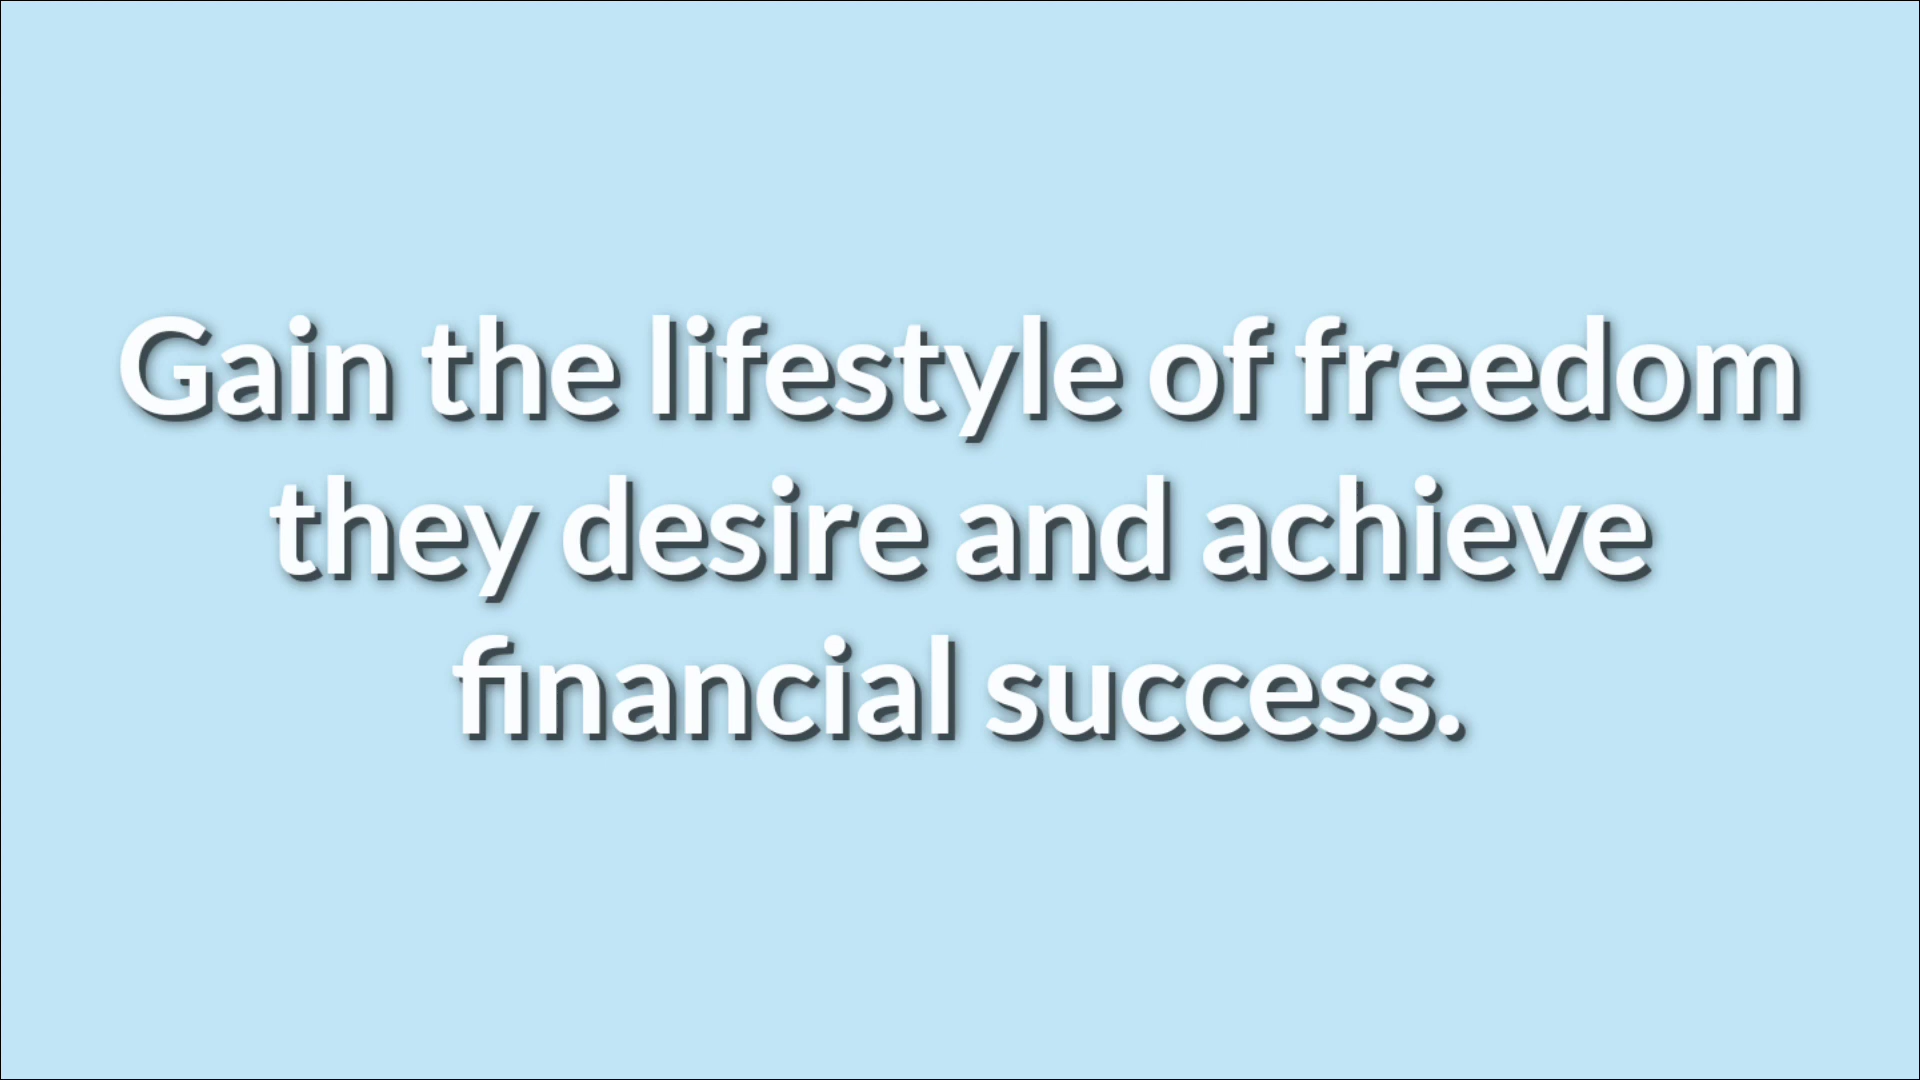 Gain the lifestyle of freedom
they desire and achieve
financial success.